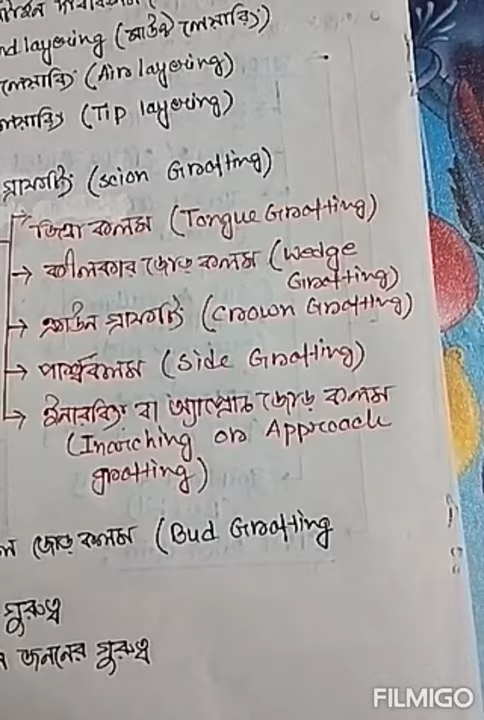 nd layering (মাউন্ড লেয়ারিং)
লেয়ারিং (Air layering)
লেয়ারিং (Tip layering)
গ্রাফটিং (scion Grafting)
জিহ্বা কলম (Tongue Grafting)
→ কীলকার জোড় কলম (Wedge
Grafting)
→ ক্রাউন গ্রাফটিং (Crown Grafting)
→ পার্শ্বকলম (Side Grafting)
→ ইনারকিং বা অ্যাপ্রোচ জোড় কলম
(Inarching or Approach
grafting)
জোড় কলম (Bud Grafting
গুরুত্ব
জননের গুরুত্ব
FILMIGO